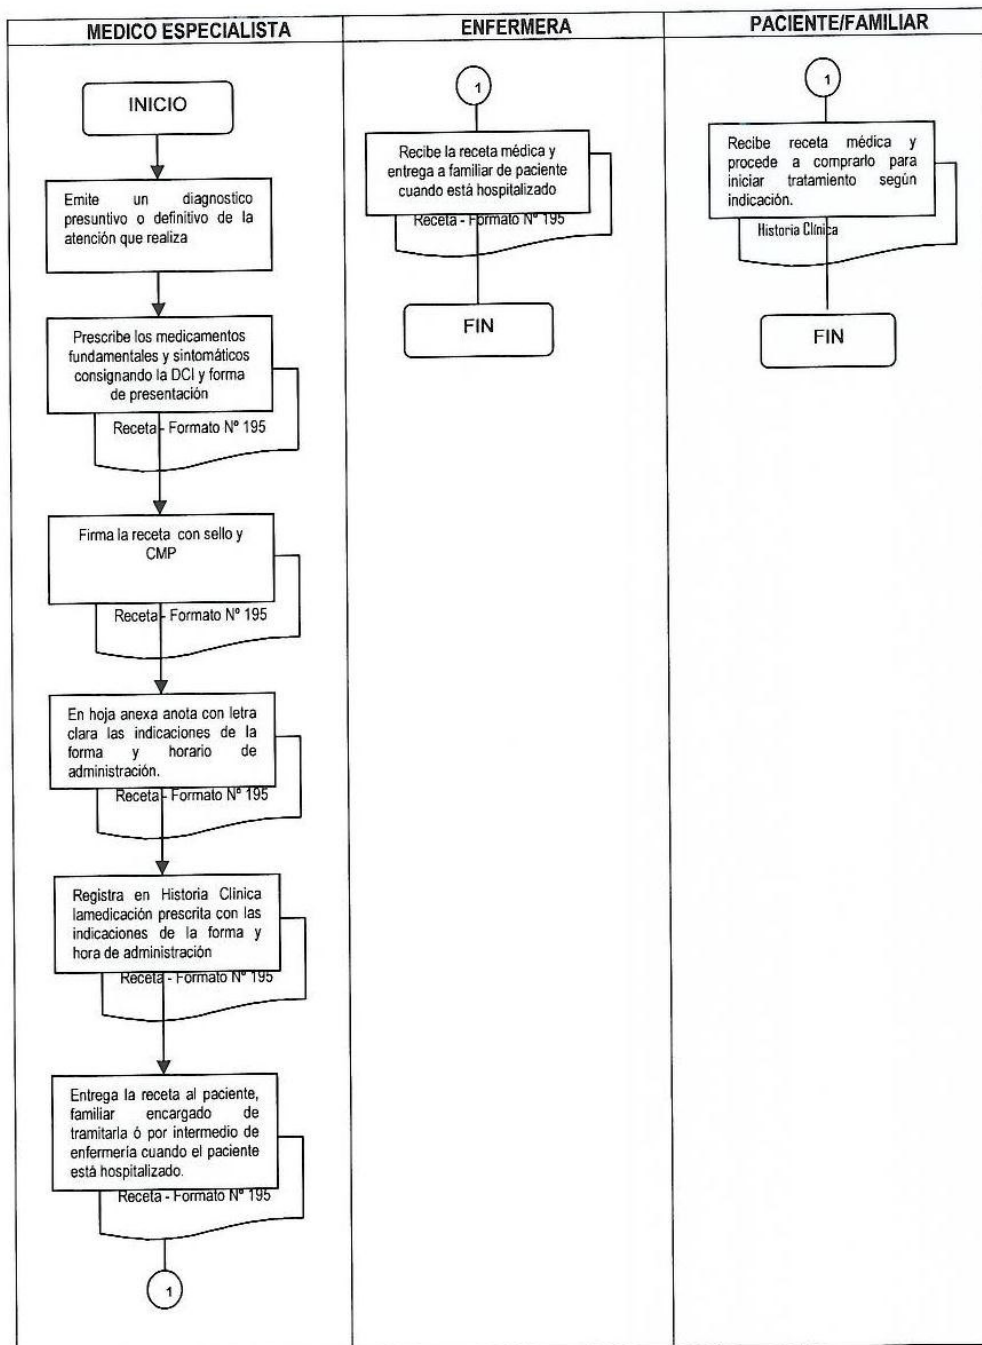 MEDICO ESPECIALISTA
ENFERMERA
PACIENTE/FAMILIAR
INICIO
Emite un diagnostico
presuntivo o definitivo de la
atención que realiza
Prescribe los medicamentos
fundamentales y sintomáticos
consignando la DCI y forma
de presentación
Receta - Formato Nº 195
Firma la receta con sello y
CMP
Receta - Formato Nº 195
En hoja anexa anota con letra
clara las indicaciones de la
forma y horario de
administración.
Receta - Formato Nº 195
Registra en Historia Clínica
lamedicación prescrita con las
indicaciones de la forma y
hora de administración
Receta - Formato Nº 195
Entrega la receta al paciente,
familiar encargado de
tramitarla ó por intermedio de
enfermería cuando el paciente
está hospitalizado.
Receta - Formato Nº 195
1
1
Recibe la receta médica y
entrega a familiar de paciente
cuando está hospitalizado
Receta - Formato Nº 195
FIN
1
Recibe receta médica y
procede a comprarlo para
iniciar tratamiento según
indicación.
Historia Clínica
FIN